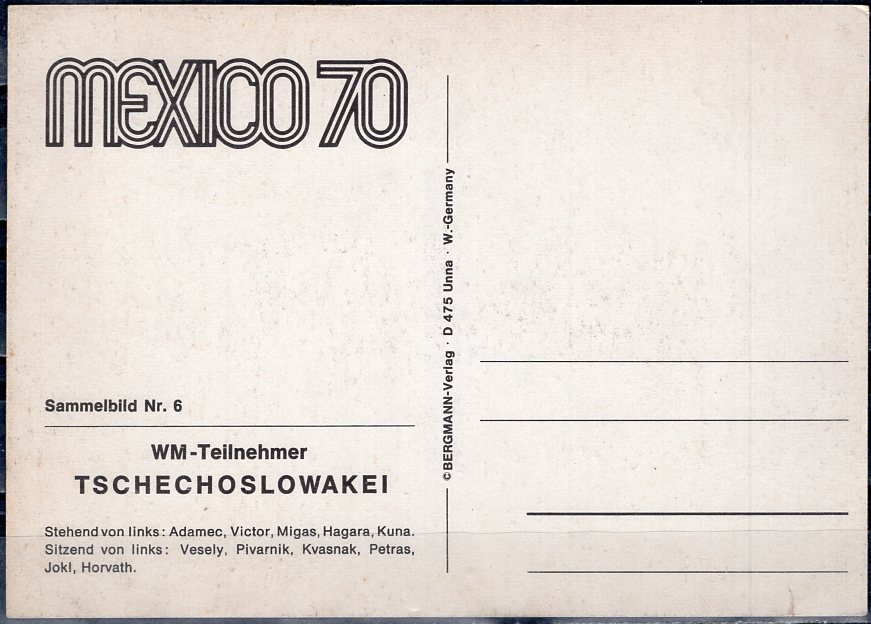 MEXICO 70
Sammelbild Nr. 6
WM-Teilnehmer
TSCHECHOSLOWAKEI
Stehend von links: Adamec, Victor, Migas, Hagara, Kuna.
Sitzend von links: Vesely, Pivarnik, Kvasnak, Petras,
Jokl, Horvath.
©BERGMANN-Verlag · D 475 Unna · W.-Germany